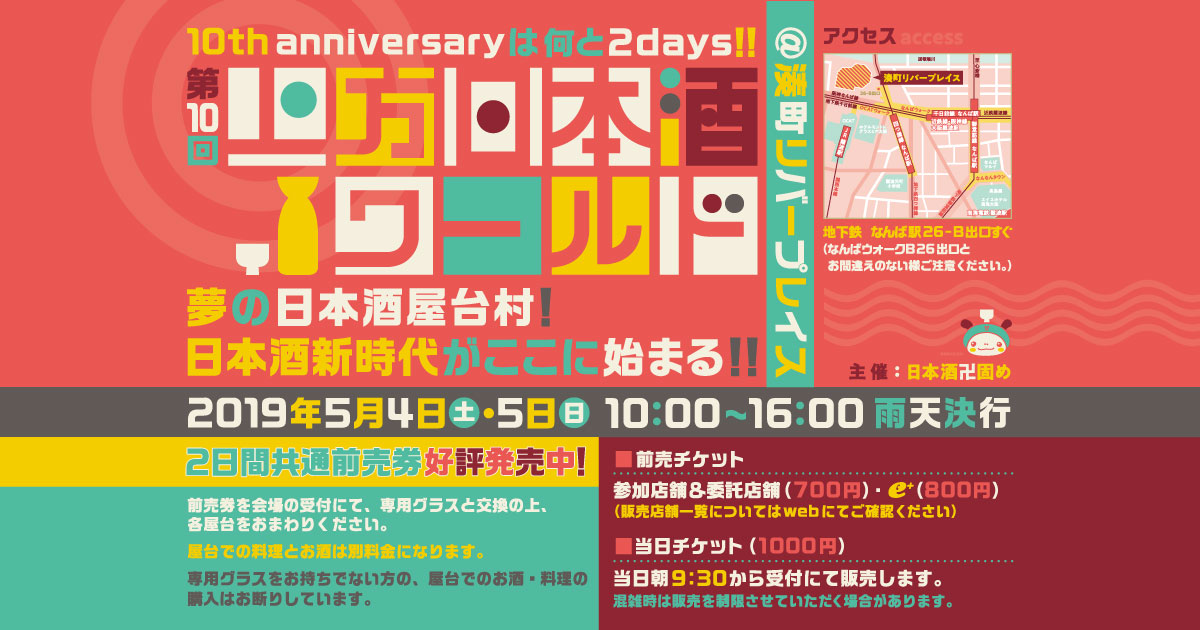 10th anniversaryは何と2days!!
第10回
上方日本酒
ワールド
@湊町リバープレイス
夢の日本酒屋台村!
日本酒新時代がここに始まる!!
アクセス access
湊町リバープレイス
地下鉄 なんば駅26-B出口すぐ
(なんばウォークB26出口と
お間違えのない様ご注意ください。)
主催:日本酒卍固め
2019年5月4日土・5日日 10:00~16:00 雨天決行
2日間共通前売券好評発売中!
前売券を会場の受付にて、専用グラスと交換の上、
各屋台をおまわりください。
屋台での料理とお酒は別料金になります。
専用グラスをお持ちでない方の、屋台でのお酒・料理の
購入はお断りしています。
■前売チケット
参加店舗&委託店舗(700円)・e+(800円)
(販売店舗一覧についてはwebにてご確認ください)
■当日チケット(1000円)
当日朝9:30から受付にて販売します。
混雑時は販売を制限させていただく場合があります。